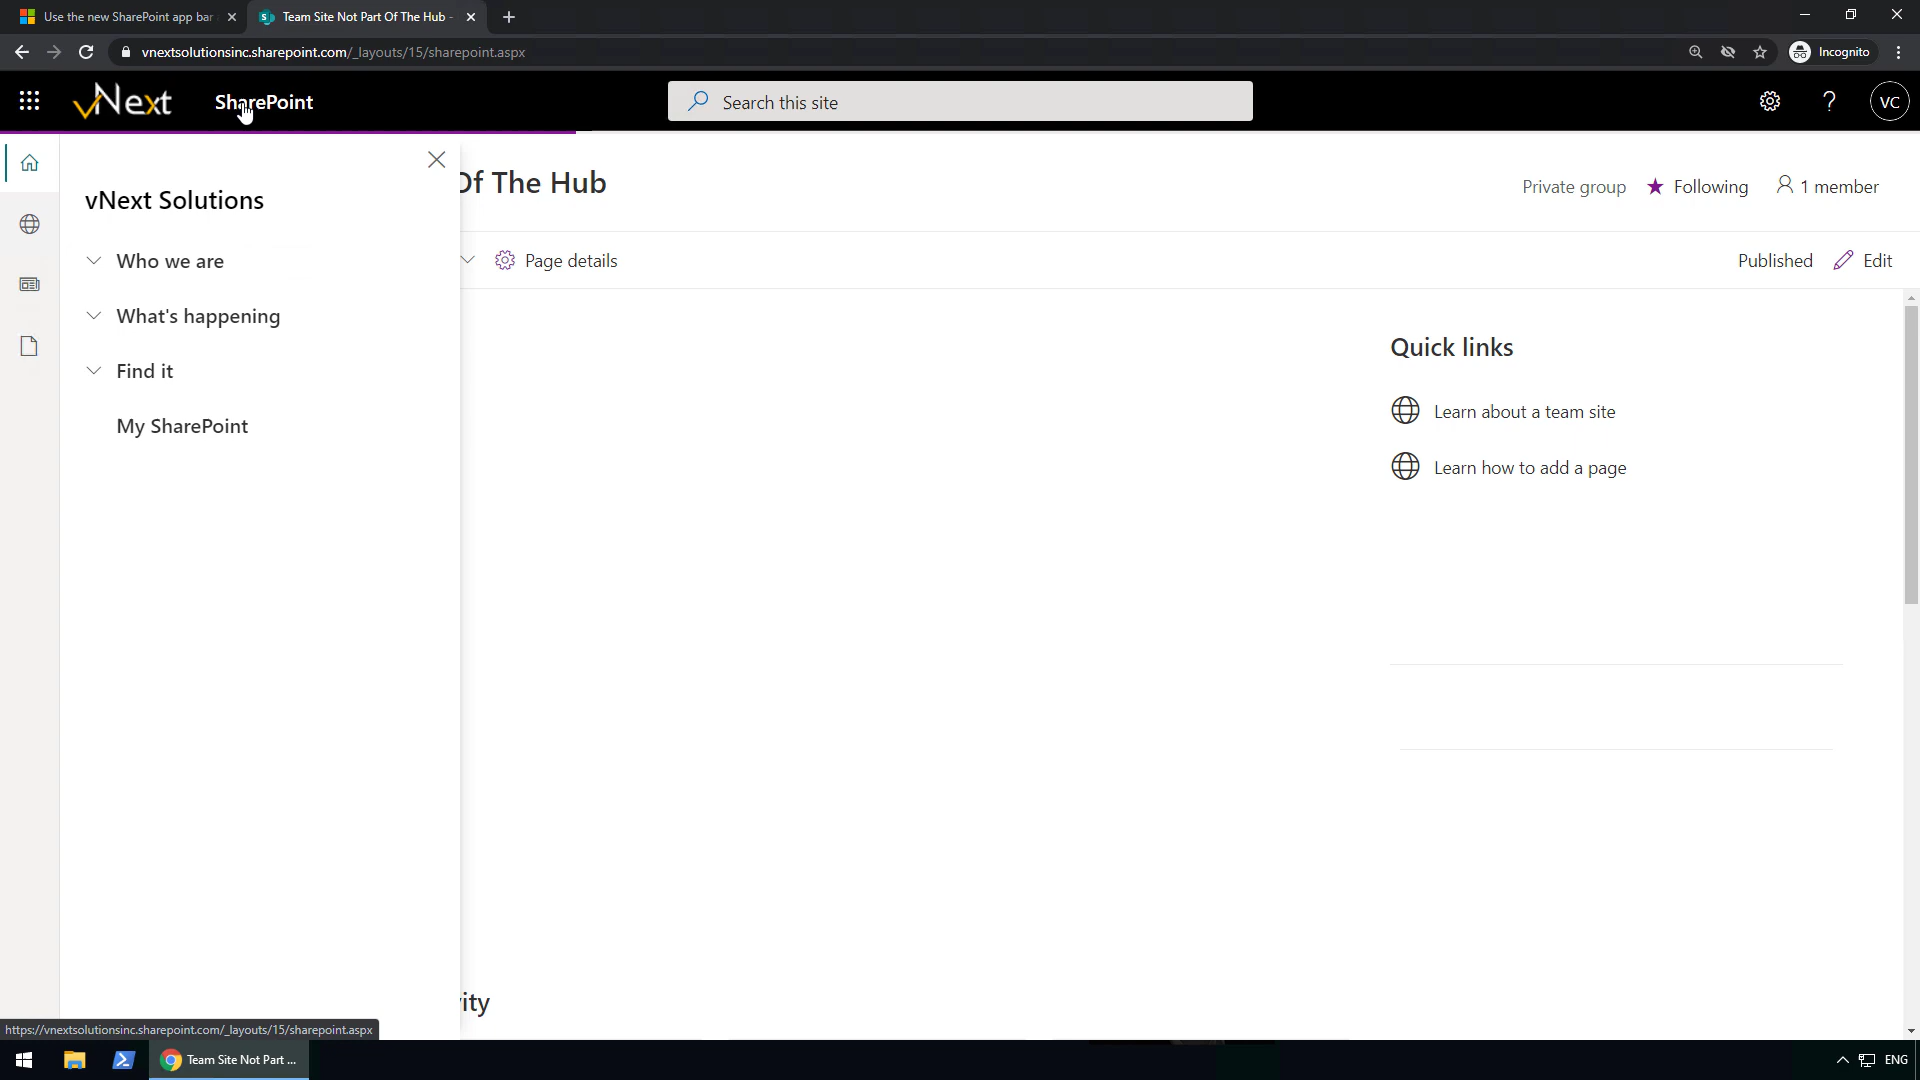 Use the new SharePoint app bar
Team Site Not Part Of The Hub -
vnextsolutionsinc.sharepoint.com/_layouts/15/sharepoint.aspx
Incognito
vNext
SharePoint
Search this site
?
VC
vNext Solutions
Of The Hub
Private group
Following
1 member
Who we are
Page details
Published
Edit
What's happening
Find it
My SharePoint
Quick links
Learn about a team site
Learn how to add a page
ity
https://vnextsolutionsinc.sharepoint.com/_layouts/15/sharepoint.aspx
Team Site Not Part ...
ENG